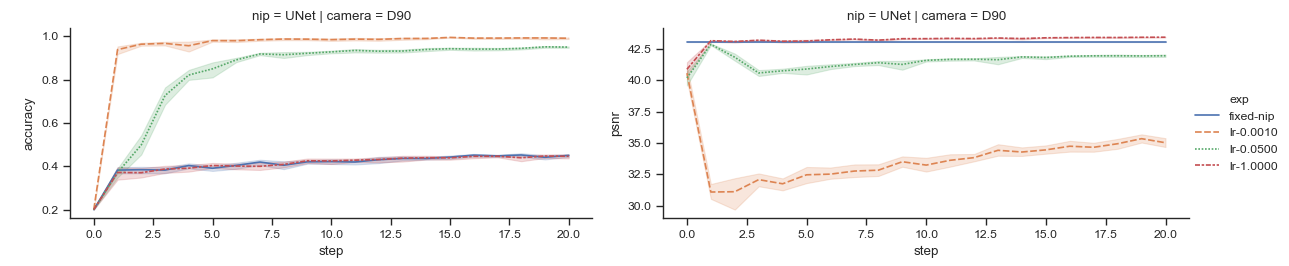 nip = UNet | camera = D90
1.0
0.8
0.6
0.4
0.2
accuracy
0.0 2.5 5.0 7.5 10.0 12.5 15.0 17.5 20.0
step
nip = UNet | camera = D90
42.5
40.0
37.5
35.0
32.5
30.0
psnr
0.0 2.5 5.0 7.5 10.0 12.5 15.0 17.5 20.0
step
exp
fixed-nip
lr-0.0010
lr-0.0500
lr-1.0000